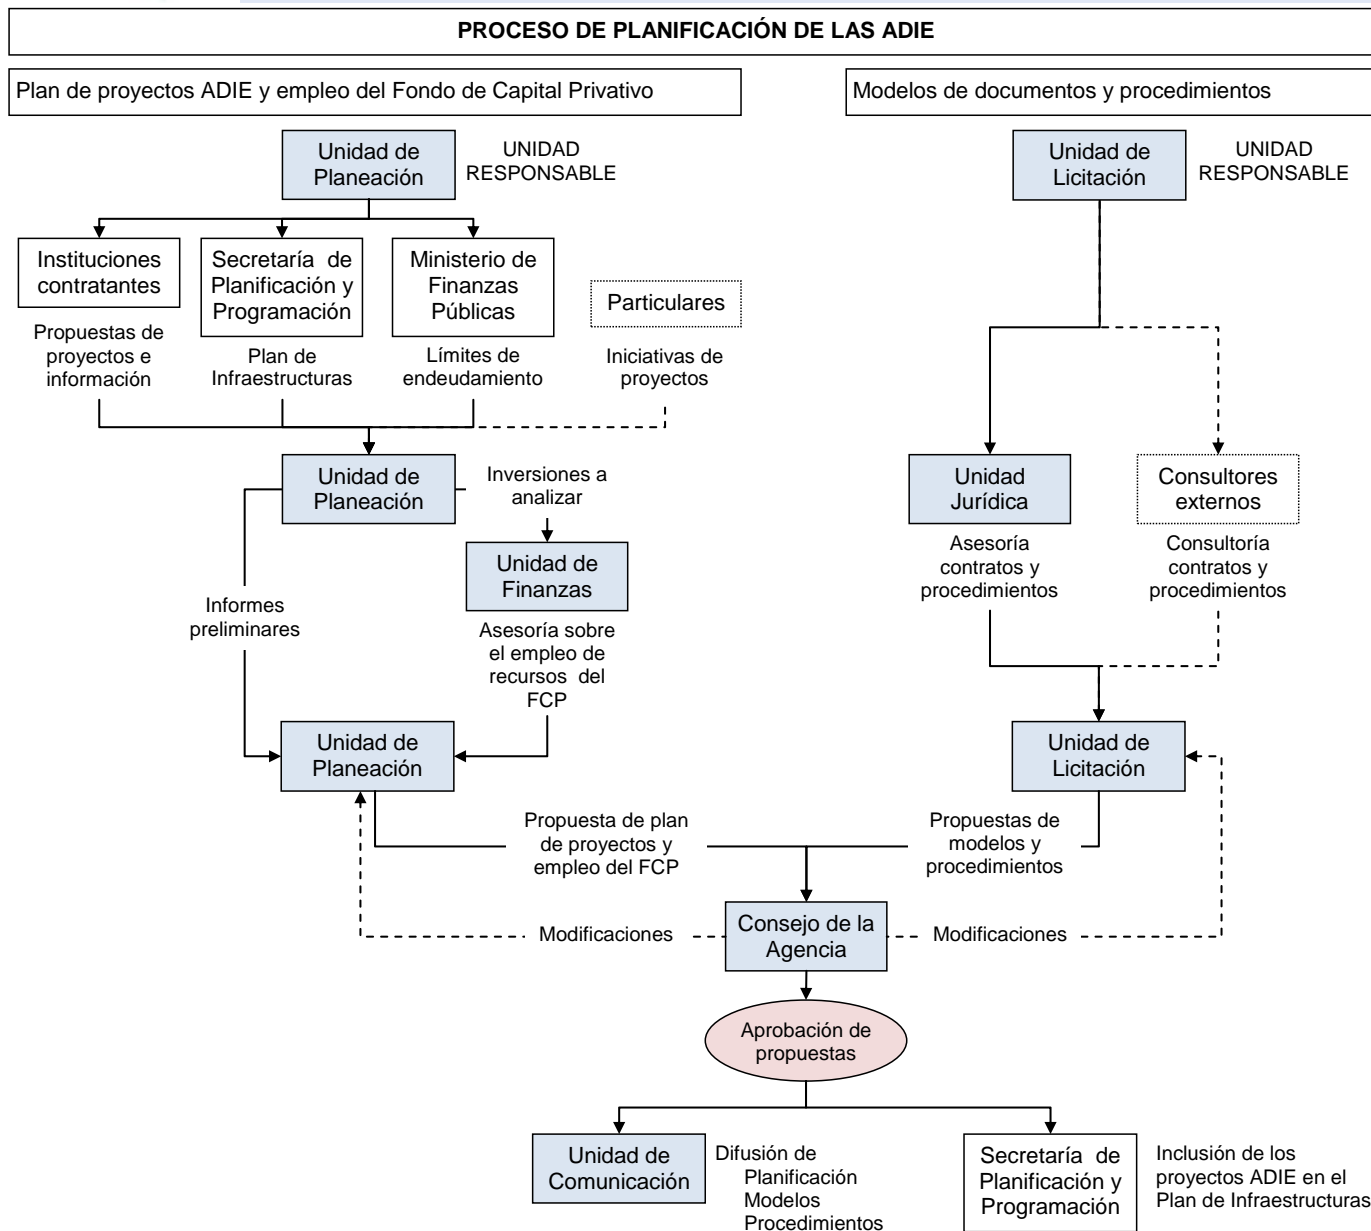 PROCESO DE PLANIFICACIÓN DE LAS ADIE
Plan de proyectos ADIE y empleo del Fondo de Capital Privativo
Modelos de documentos y procedimientos
Unidad de
Planeación
UNIDAD
RESPONSABLE
Unidad de
Licitación
UNIDAD
RESPONSABLE
Instituciones
contratantes
Secretaría de
Planificación y
Programación
Ministerio de
Finanzas
Públicas
Particulares
Propuestas de
proyectos e
información
Plan de
Infraestructuras
Límites de
endeudamiento
Iniciativas de
proyectos
Unidad de
Planeación
Inversiones a
analizar
Unidad
Jurídica
Consultores
externos
Unidad de
Finanzas
Asesoría
contratos y
procedimientos
Consultoría
contratos y
procedimientos
Informes
preliminares
Asesoría sobre
el empleo de
recursos del
FCP
Unidad de
Planeación
Unidad de
Licitación
Propuesta de plan
de proyectos y
empleo del FCP
Propuestas de
modelos y
procedimientos
Modificaciones
Consejo de la
Agencia
Modificaciones
Aprobación de
propuestas
Unidad de
Comunicación
Difusión de
Planificación
Modelos
Procedimientos
Secretaría de
Planificación y
Programación
Inclusión de los
proyectos ADIE en el
Plan de Infraestructuras